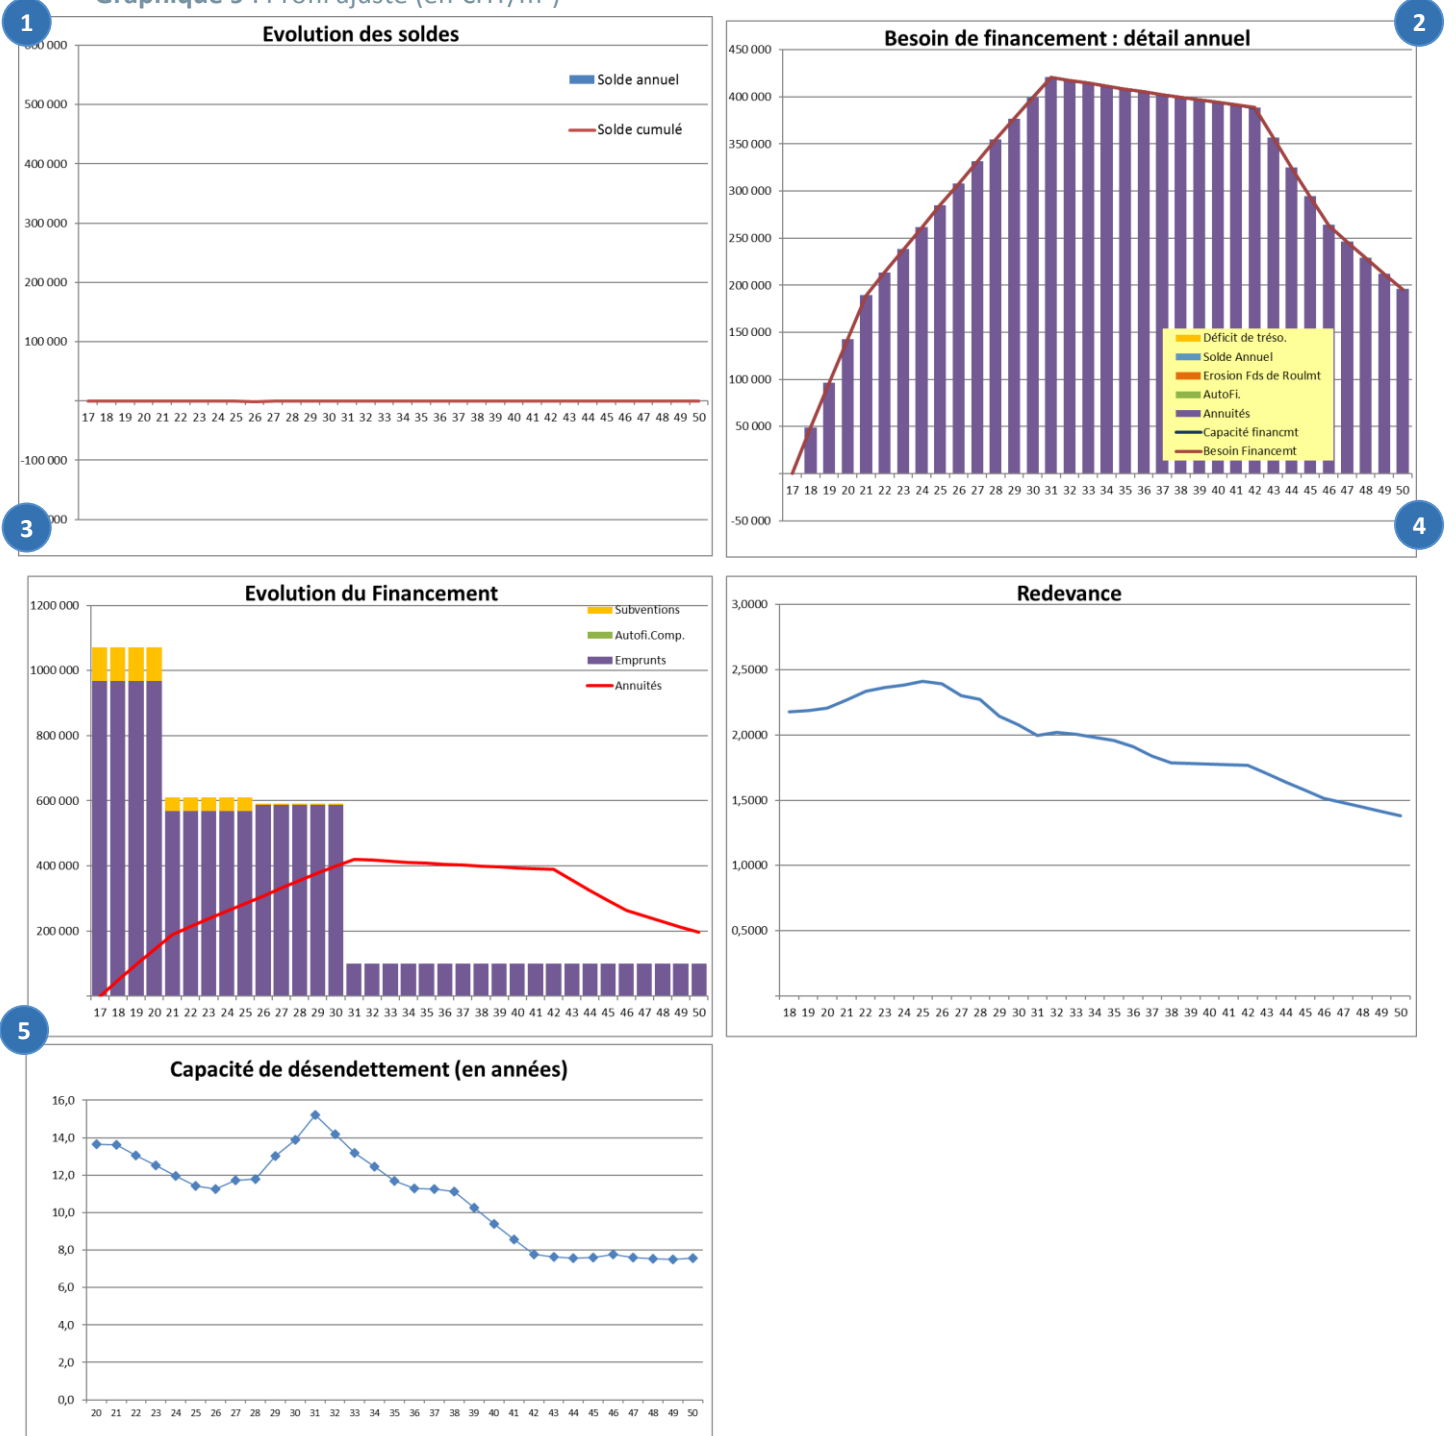 Graphique 9 : Profil ajusté (en €HT/m³)
1
2
Evolution des soldes
500 000
400 000
300 000
200 000
100 000
-100 000
Solde annuel
Solde cumulé
17 18 19 20 21 22 23 24 25 26 27 28 29 30 31 32 33 34 35 36 37 38 39 40 41 42 43 44 45 46 47 48 49 50
Besoin de financement : détail annuel
450 000
400 000
350 000
300 000
250 000
200 000
150 000
100 000
50 000
-50 000
Déficit de tréso.
Solde Annuel
Erosion Fds de Roulmt
AutoFi.
Annuités
Capacité financmt
Besoin Financemt
17 18 19 20 21 22 23 24 25 26 27 28 29 30 31 32 33 34 35 36 37 38 39 40 41 42 43 44 45 46 47 48 49 50
3
4
Evolution du Financement
1200 000
1000 000
800 000
600 000
400 000
200 000
Subventions
Autofi.Comp.
Emprunts
Annuités
17 18 19 20 21 22 23 24 25 26 27 28 29 30 31 32 33 34 35 36 37 38 39 40 41 42 43 44 45 46 47 48 49 50
Redevance
3,0000
2,5000
2,0000
1,5000
1,0000
0,5000
18 19 20 21 22 23 24 25 26 27 28 29 30 31 32 33 34 35 36 37 38 39 40 41 42 43 44 45 46 47 48 49 50
5
Capacité de désendettement (en années)
16,0
14,0
12,0
10,0
8,0
6,0
4,0
2,0
0,0
20 21 22 23 24 25 26 27 28 29 30 31 32 33 34 35 36 37 38 39 40 41 42 43 44 45 46 47 48 49 50